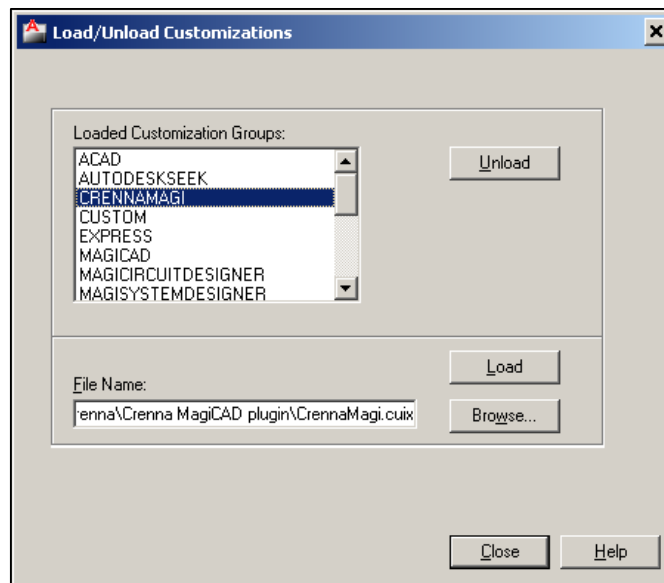 Load/Unload Customizations
Loaded Customization Groups:
ACAD
AUTODESKSEEK
CRENNAMAGI
CUSTOM
EXPRESS
MAGICAD
MAGICIRCUITDESIGNER
MAGISYSTEMDESIGNER
Unload
Load
File Name:
renna\Crenna MagiCAD plugin\CrennaMagi.cuix
Browse...
Close
Help